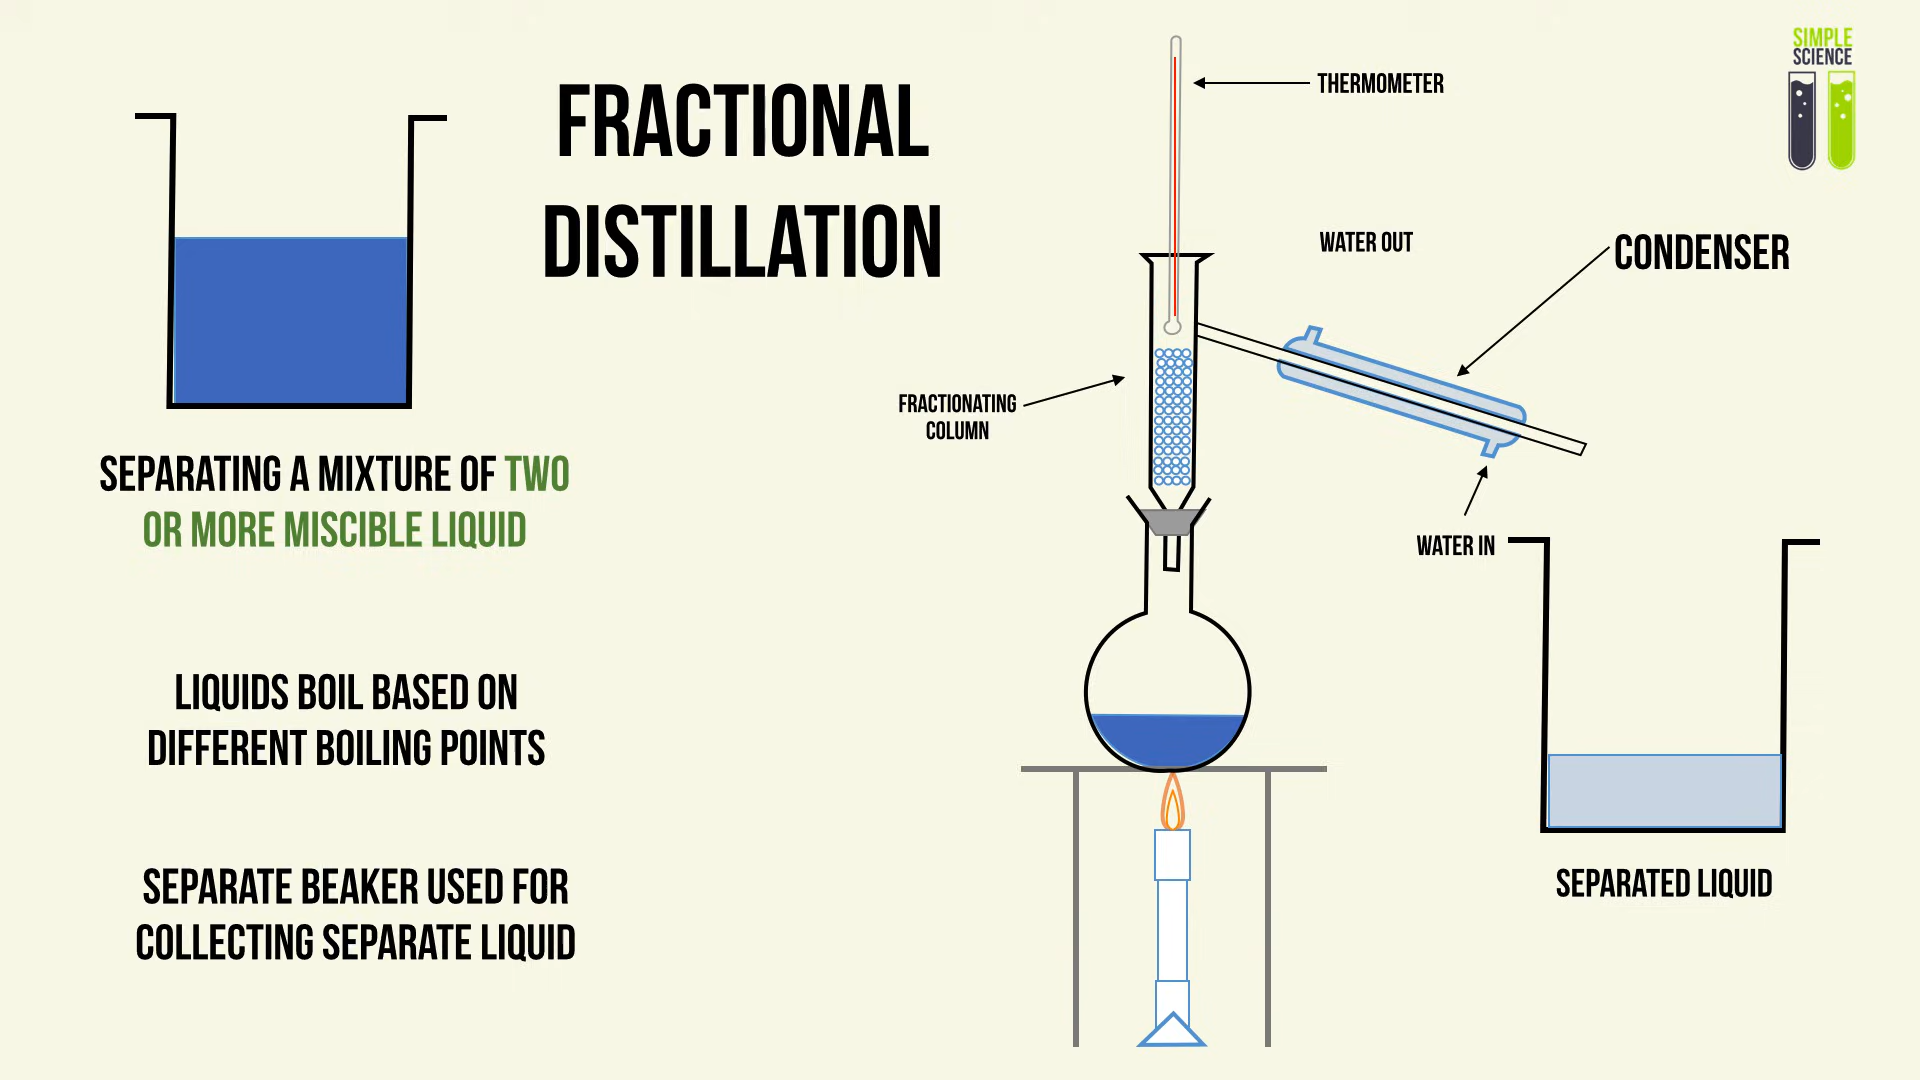 FRACTIONAL
DISTILLATION
SEPARATING A MIXTURE OF TWO
OR MORE MISCIBLE LIQUID
LIQUIDS BOIL BASED ON
DIFFERENT BOILING POINTS
SEPARATE BEAKER USED FOR
COLLECTING SEPARATE LIQUID
THERMOMETER
WATER OUT
CONDENSER
FRACTIONATING
COLUMN
WATER IN
SEPARATED LIQUID
SIMPLE
SCIENCE